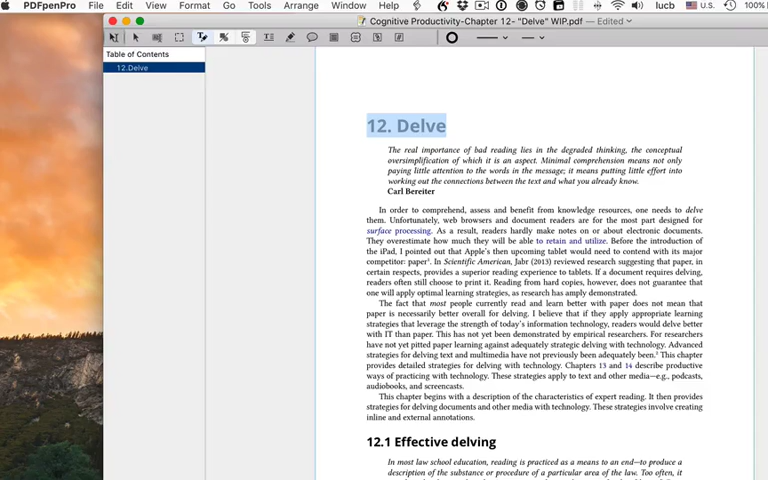 PDFpenPro File Edit View Format Go Tools Arrange Window Help lucb U.S. 100%
Cognitive Productivity-Chapter 12- "Delve" WIP.pdf — Edited
Table of Contents
12.Delve
12. Delve
The real importance of bad reading lies in the degraded thinking, the conceptual
oversimplification of which it is an aspect. Minimal comprehension means not only
paying little attention to the words in the message; it means putting little effort into
working out the connections between the text and what you already know.
Carl Bereiter
In order to comprehend, assess and benefit from knowledge resources, one needs to delve
them. Unfortunately, web browsers and document readers are for the most part designed for
surface processing. As a result, readers hardly make notes on or about electronic documents.
They overestimate how much they will be able to retain and utilize. Before the introduction of
the iPad, I pointed out that Apple's then upcoming tablet would need to contend with its major
competitor: paper¹. In Scientific American, Jabr (2013) reviewed research suggesting that paper, in
certain respects, provides a superior reading experience to tablets. If a document requires delving,
readers often still choose to print it. Reading from hard copies, however, does not guarantee that
one will apply optimal learning strategies, as research has amply demonstrated.
The fact that most people currently read and learn better with paper does not mean that
paper is necessarily better overall for delving. I believe that if they apply appropriate learning
strategies that leverage the strength of today's information technology, readers would delve better
with IT than paper. This has not yet been demonstrated by empirical researchers. For researchers
have not yet pitted paper learning against adequately strategic delving with technology. Advanced
strategies for delving text and multimedia have not previously been adequately been.² This chapter
provides detailed strategies for delving with technology. Chapters 13 and 14 describe productive
ways of practicing with technology. These strategies apply to text and other media—e.g., podcasts,
audiobooks, and screencasts.
This chapter begins with a description of the characteristics of expert reading. It then provides
strategies for delving documents and other media with technology. These strategies involve creating
inline and external annotations.
12.1 Effective delving
In most law school education, reading is practiced as a means to an end—to produce a
description of the substance or procedure of a particular area of the law. Too often, it